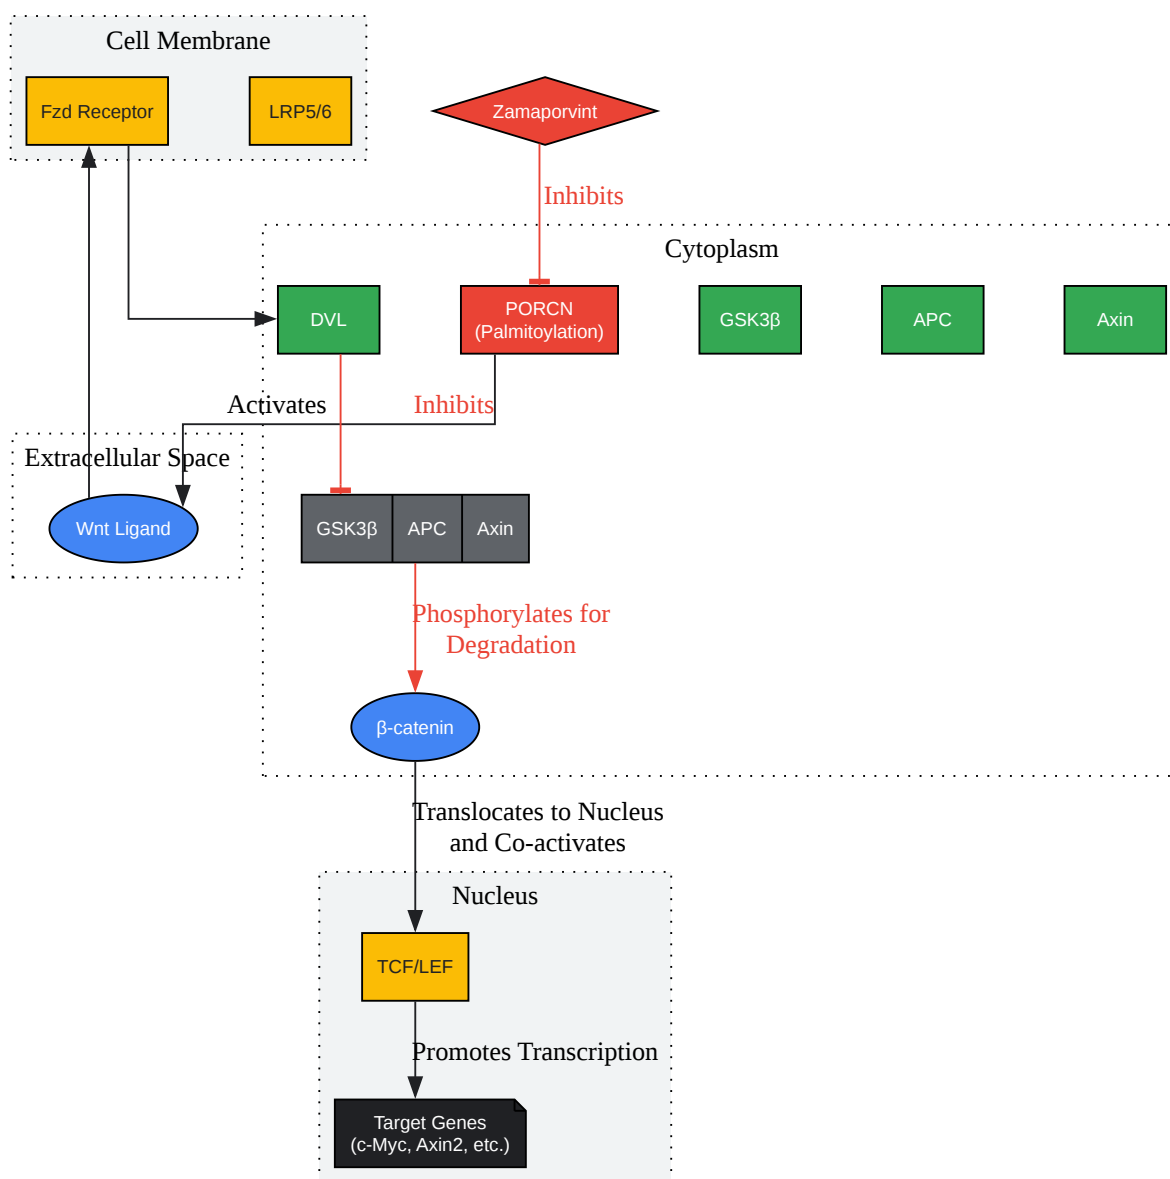 Cell Membrane
Fzd Receptor
LRP5/6
Zamaporvint
Inhibits
Cytoplasm
DVL
PORCN
(Palmitoylation)
GSK3β
APC
Axin
Activates
Inhibits
Extracellular Space
Wnt Ligand
GSK3β
APC
Axin
Phosphorylates for
Degradation
β-catenin
Translocates to Nucleus
and Co-activates
Nucleus
TCF/LEF
Promotes Transcription
Target Genes
(c-Myc, Axin2, etc.)